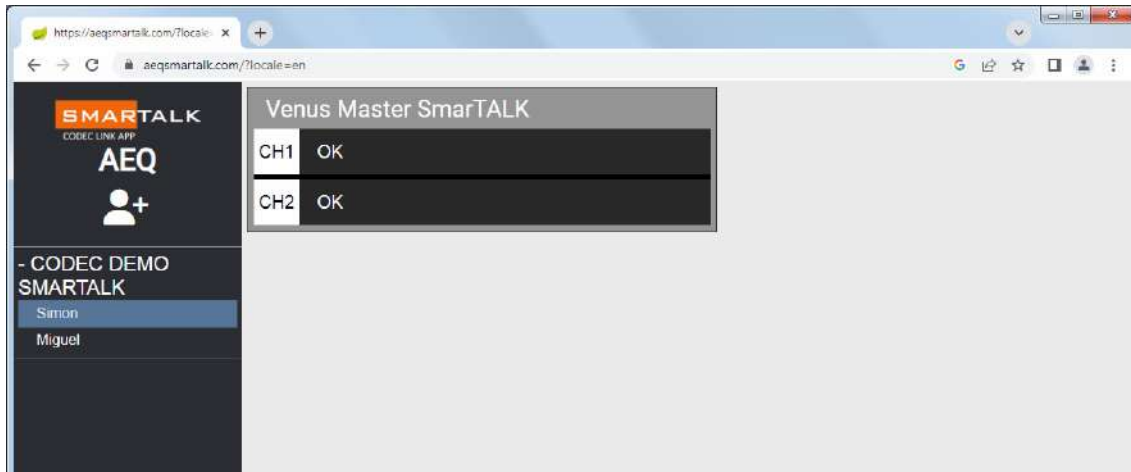 https://aeqsmartalk.com/?locale
aeqsmartalk.com/?locale=en
SMARTALK
CODEC LINK APP
AEQ
- CODEC DEMO
SMARTALK
Simon
Miguel
Venus Master SmarTALK
CH1 OK
CH2 OK